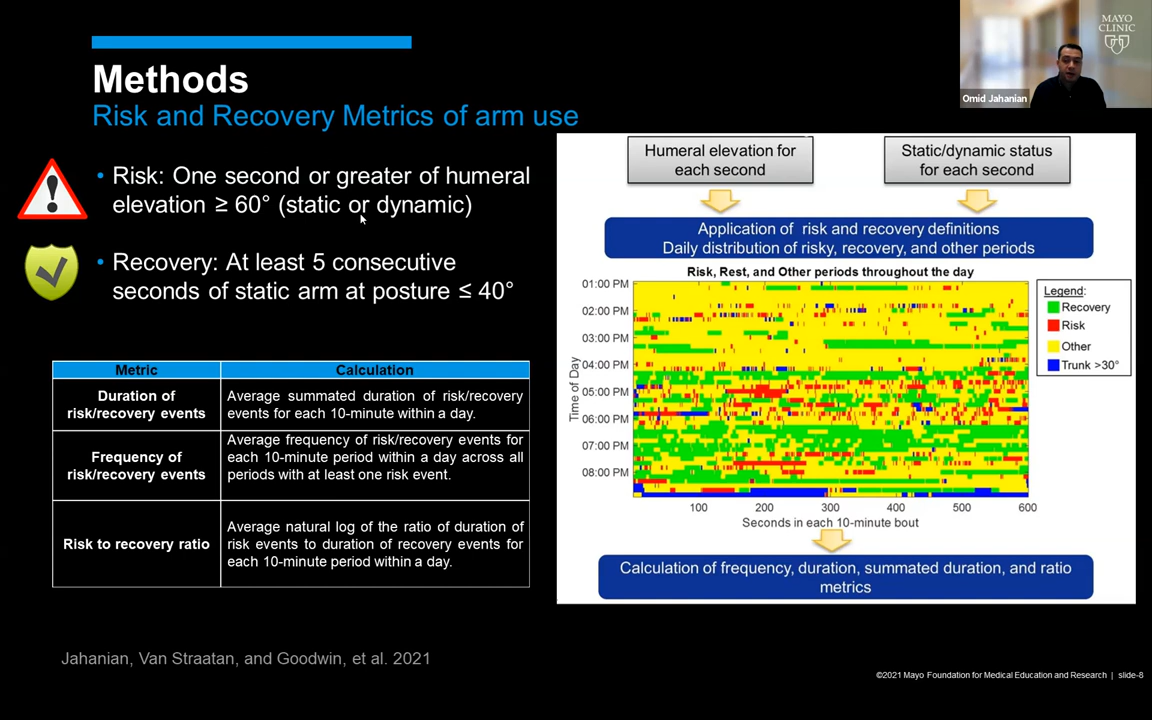 MAYO
CLINIC
Omid Jahanian
Methods
Risk and Recovery Metrics of arm use
• Risk: One second or greater of humeral
elevation ≥ 60° (static or dynamic)
• Recovery: At least 5 consecutive
seconds of static arm at posture ≤ 40°
Metric
Calculation
Duration of
risk/recovery events
Average summated duration of risk/recovery
events for each 10-minute within a day.
Frequency of
risk/recovery events
Average frequency of risk/recovery events for
each 10-minute period within a day across all
periods with at least one risk event.
Risk to recovery ratio
Average natural log of the ratio of duration of
risk events to duration of recovery events for
each 10-minute period within a day.
Humeral elevation for
each second
Static/dynamic status
for each second
Application of risk and recovery definitions
Daily distribution of risky, recovery, and other periods
Risk, Rest, and Other periods throughout the day
Time of Day
01:00 PM
02:00 PM
03:00 PM
04:00 PM
05:00 PM
06:00 PM
07:00 PM
08:00 PM
100 200 300 400 500 600
Seconds in each 10-minute bout
Legend:
Recovery
Risk
Other
Trunk >30°
Calculation of frequency, duration, summated duration, and ratio
metrics
Jahanian, Van Straatan, and Goodwin, et al. 2021
©2021 Mayo Foundation for Medical Education and Research | slide-8